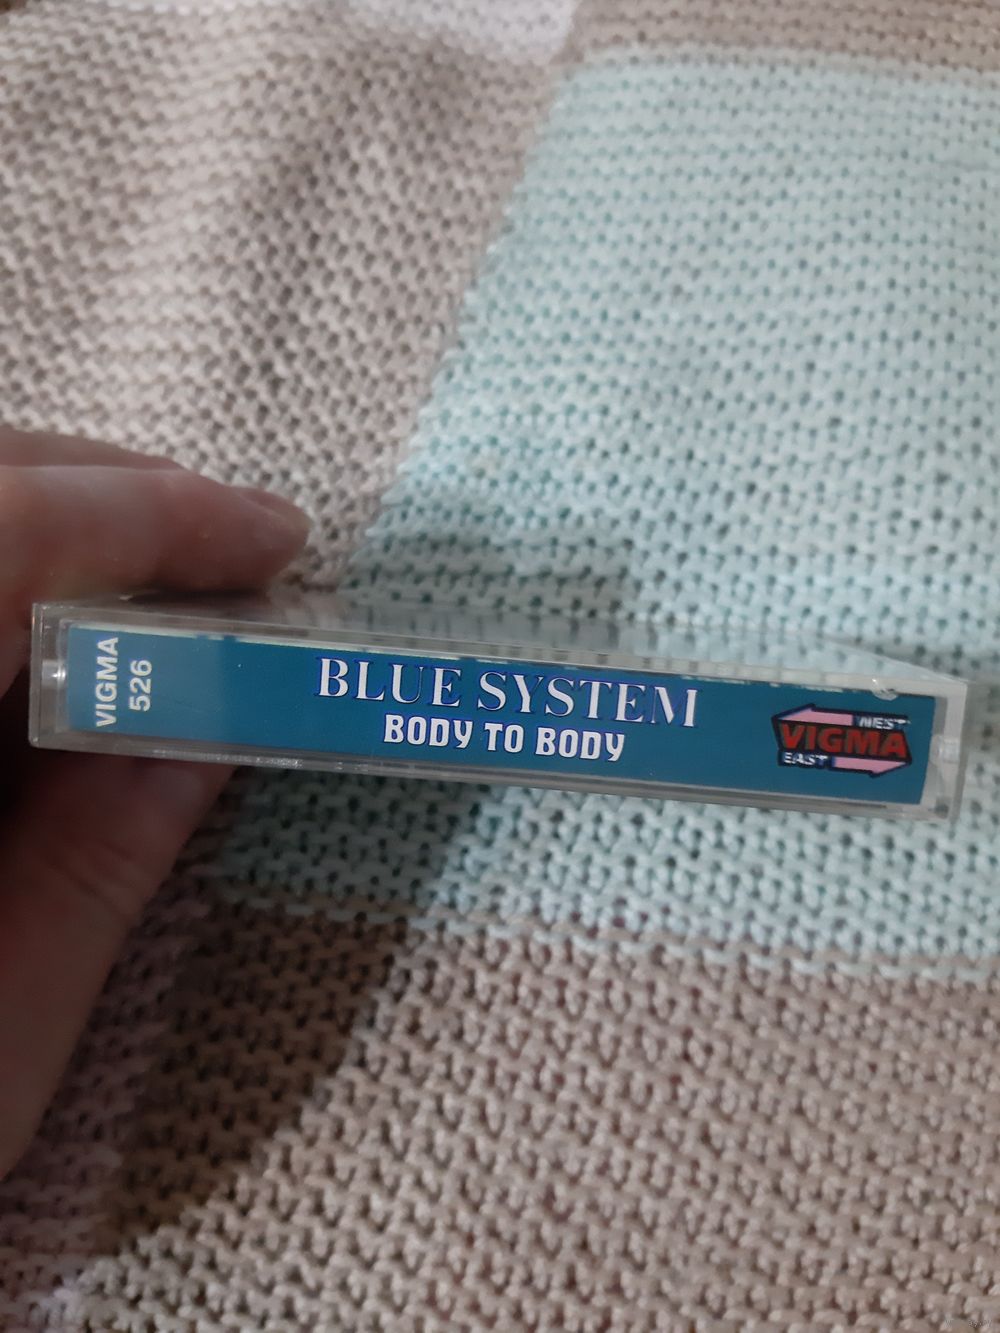 VIGMA
526
BLUE SYSTEM
BODY TO BODY
WEST
VIGMA
EAST